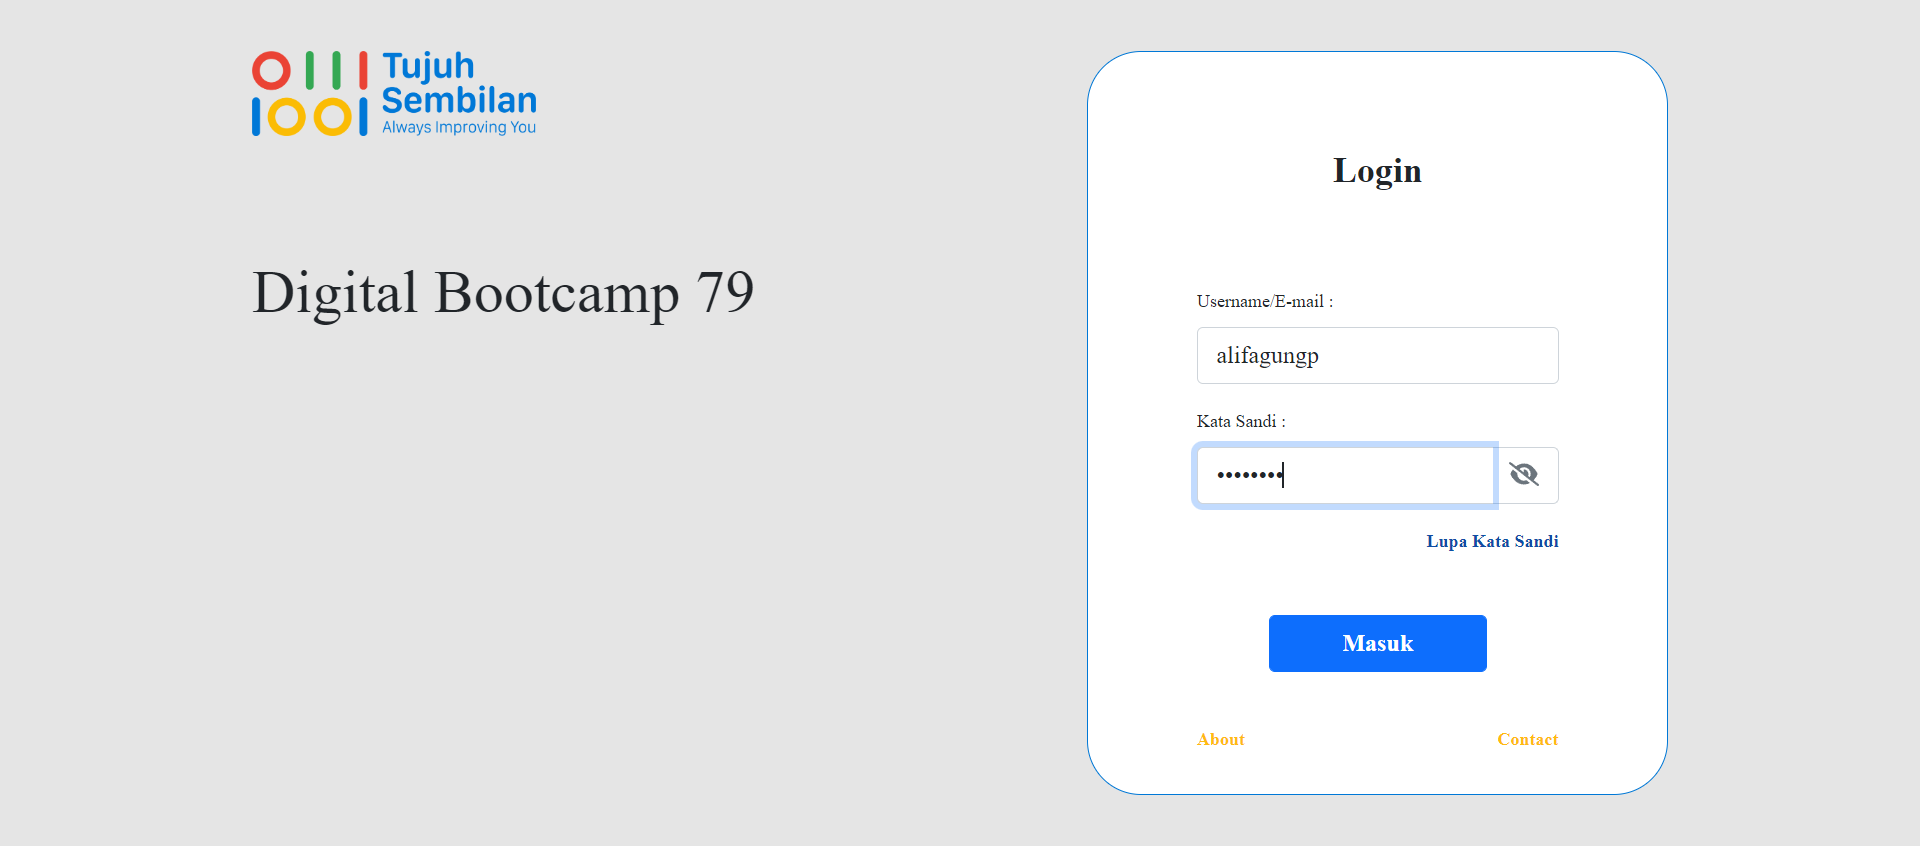 Tujuh
Sembilan
Always Improving You
Digital Bootcamp 79
Login
Username/E-mail :
alifagungp
Kata Sandi :
••••••••
Lupa Kata Sandi
Masuk
About
Contact